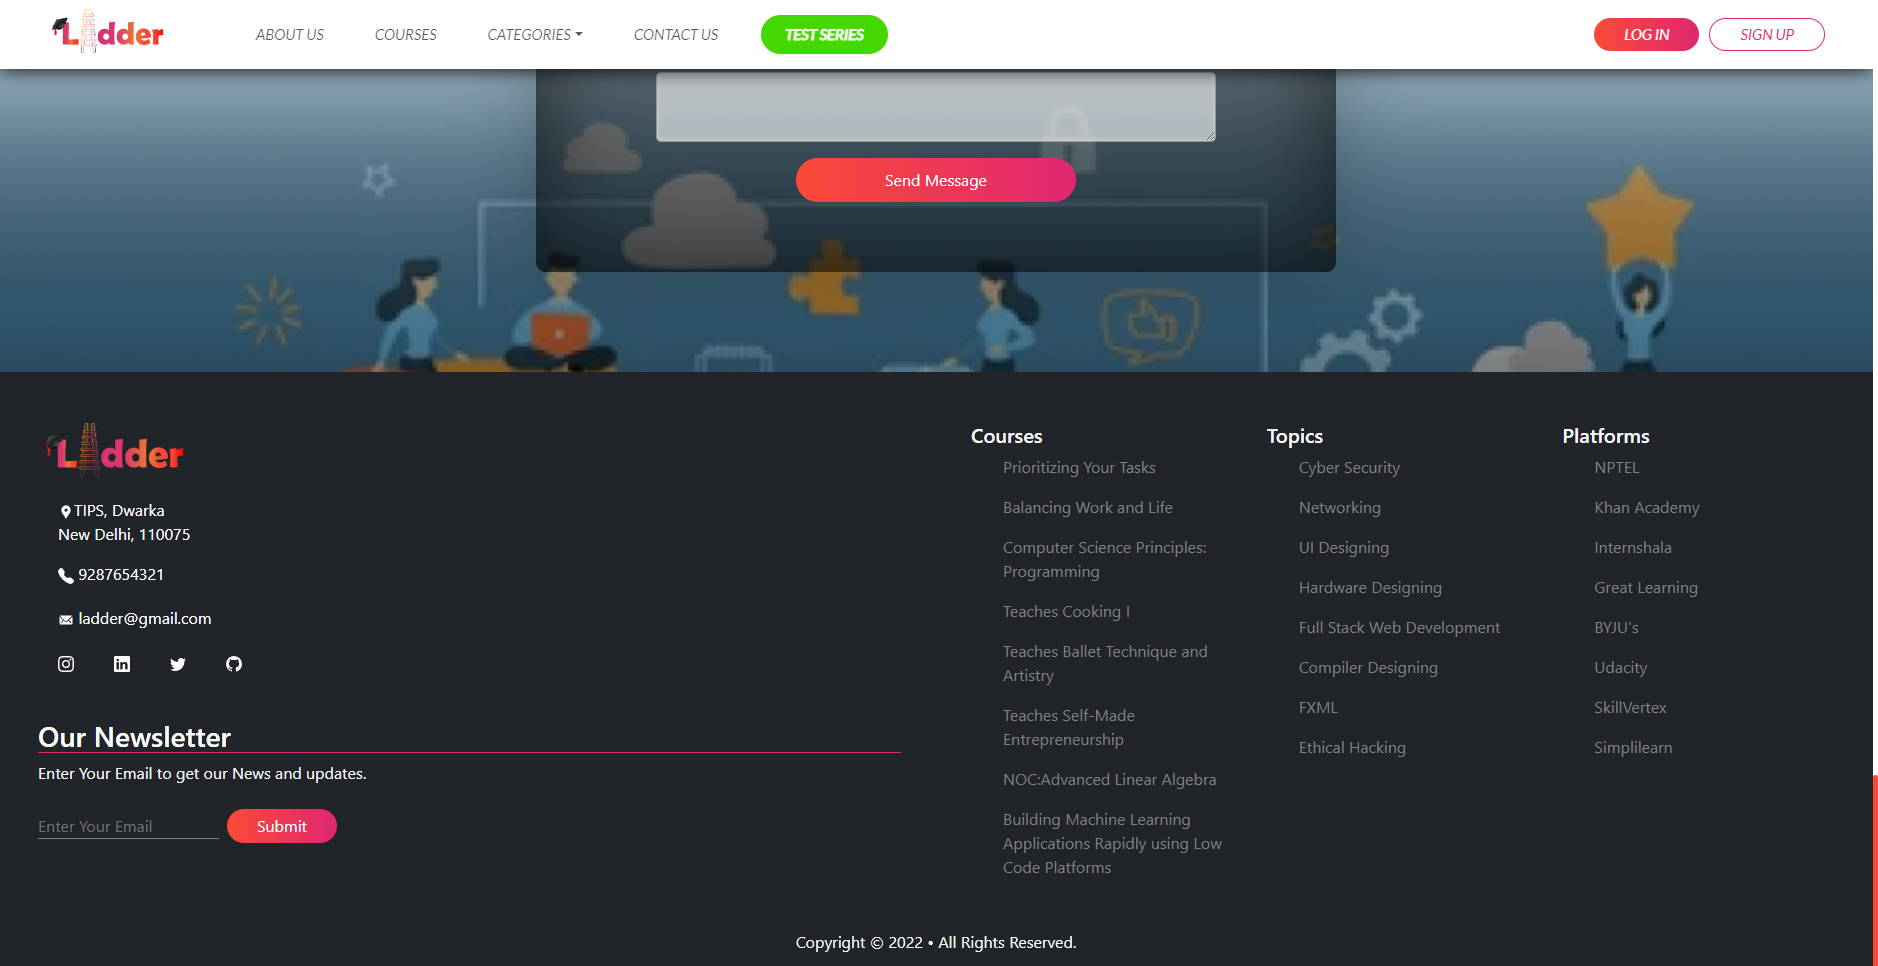 Ladder
ABOUT US
COURSES
CATEGORIES
CONTACT US
TEST SERIES
LOG IN
SIGN UP
Send Message
Ladder
TIPS, Dwarka
New Delhi, 110075
9287654321
ladder@gmail.com
Our Newsletter
Enter Your Email to get our News and updates.
Enter Your Email
Submit
Courses
Prioritizing Your Tasks
Balancing Work and Life
Computer Science Principles:
Programming
Teaches Cooking I
Teaches Ballet Technique and
Artistry
Teaches Self-Made
Entrepreneurship
NOC:Advanced Linear Algebra
Building Machine Learning
Applications Rapidly using Low
Code Platforms
Topics
Cyber Security
Networking
UI Designing
Hardware Designing
Full Stack Web Development
Compiler Designing
FXML
Ethical Hacking
Platforms
NPTEL
Khan Academy
Internshala
Great Learning
BYJU's
Udacity
SkillVertex
Simplilearn
Copyright © 2022 • All Rights Reserved.